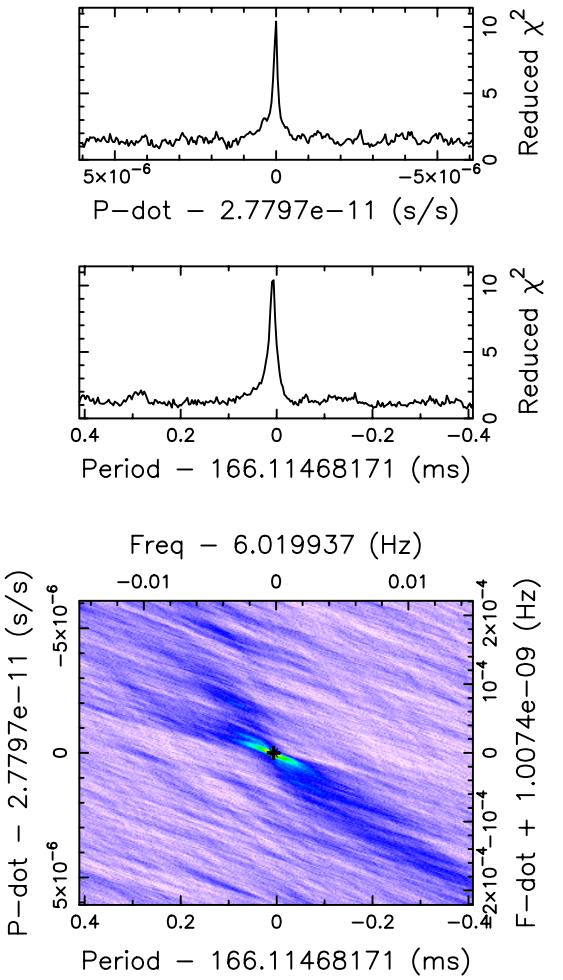 10
5
0
Reduced χ²
5×10⁻⁶ 0 −5×10⁻⁶
P−dot − 2.7797e−11 (s/s)
10
5
0
Reduced χ²
0.4 0.2 0 −0.2 −0.4
Period − 166.11468171 (ms)
Freq − 6.019937 (Hz)
−0.01 0 0.01
P−dot − 2.7797e−11 (s/s)
−5×10⁻⁶
0
5×10⁻⁶
2×10⁻⁴
10⁻⁴
0
−10⁻⁴
−2×10⁻⁴
F−dot + 1.0074e−09 (Hz)
0.4 0.2 0 −0.2 −0.4
Period − 166.11468171 (ms)